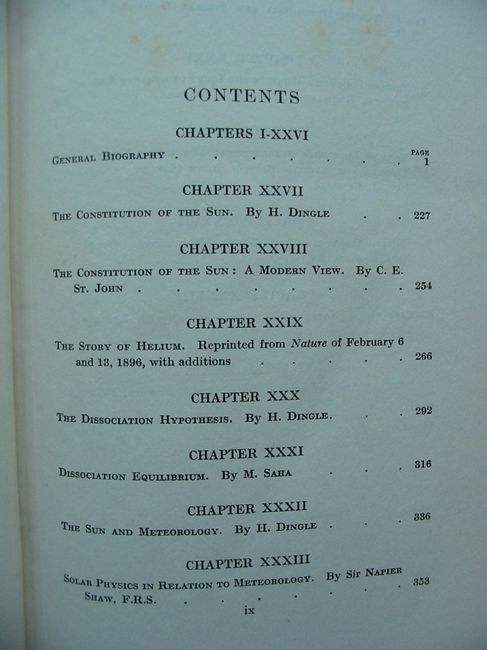 CONTENTS
CHAPTERS I-XXVI
PAGE
General Biography . . . . . . . 1
CHAPTER XXVII
The Constitution of the Sun. By H. Dingle . . 227
CHAPTER XXVIII
The Constitution of the Sun: A Modern View. By C. E.
St. John . . . . . . . . 254
CHAPTER XXIX
The Story of Helium. Reprinted from Nature of February 6
and 13, 1896, with additions . . . . 266
CHAPTER XXX
The Dissociation Hypothesis. By H. Dingle. . . 292
CHAPTER XXXI
Dissociation Equilibrium. By M. Saha . . . 316
CHAPTER XXXII
The Sun and Meteorology. By H. Dingle . . . 336
CHAPTER XXXIII
Solar Physics in Relation to Meteorology. By Sir Napier
Shaw, F.R.S. . . . . . . . 353
ix